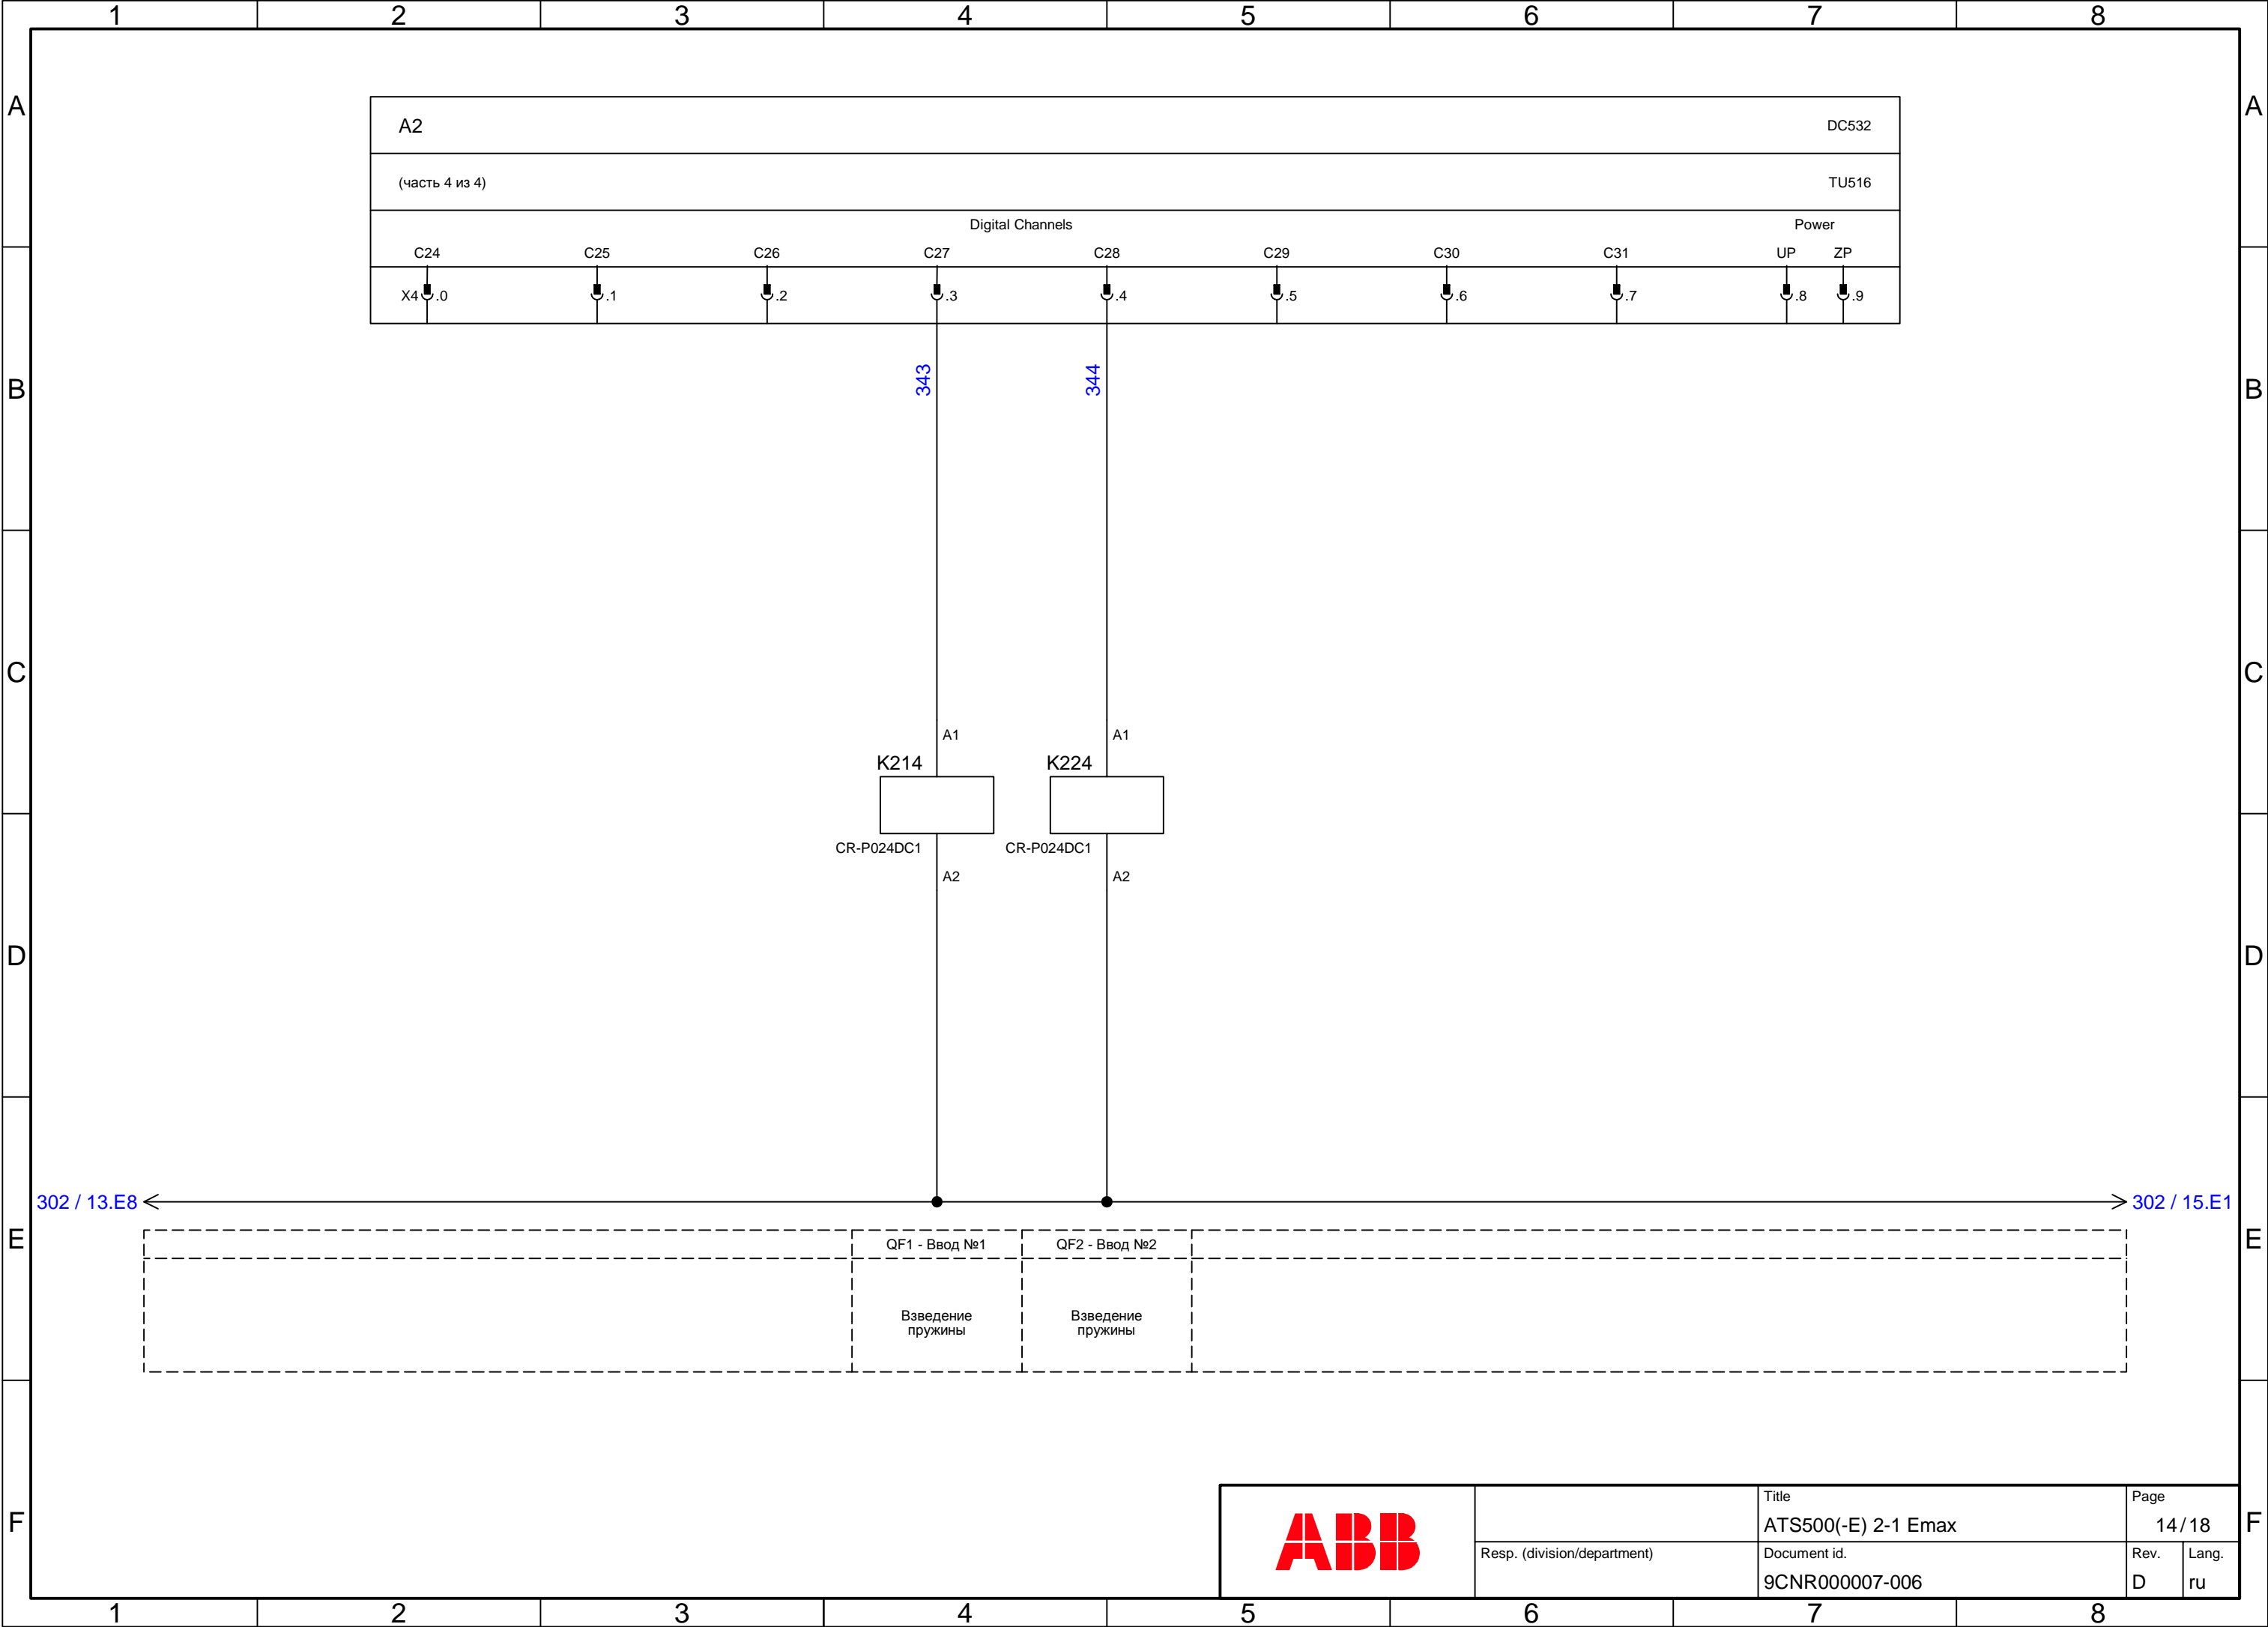 1 2 3 4 5 6 7 8
A A
A2 DC532
(часть 4 из 4) TU516
Digital Channels Power
C24 C25 C26 C27 C28 C29 C30 C31 UP ZP
X4 .0 .1 .2 .3 .4 .5 .6 .7 .8 .9
343 344
B B
C C
A1 A1
K214 K224
CR-P024DC1 CR-P024DC1
A2 A2
D D
302 / 13.E8 302 / 15.E1
E E
QF1 - Ввод №1 QF2 - Ввод №2
Взведение Взведение
пружины пружины
F F
ABB
Title Page
ATS500(-E) 2-1 Emax 14/18
Resp. (division/department) Document id. Rev. Lang.
9CNR000007-006 D ru
1 2 3 4 5 6 7 8